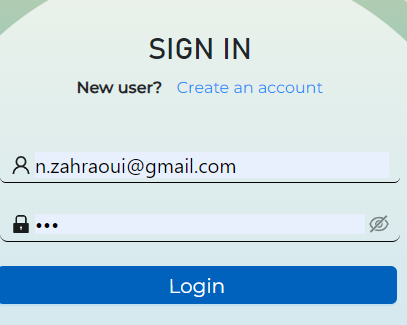 SIGN IN
New user? Create an account
n.zahraoui@gmail.com
•••
Login